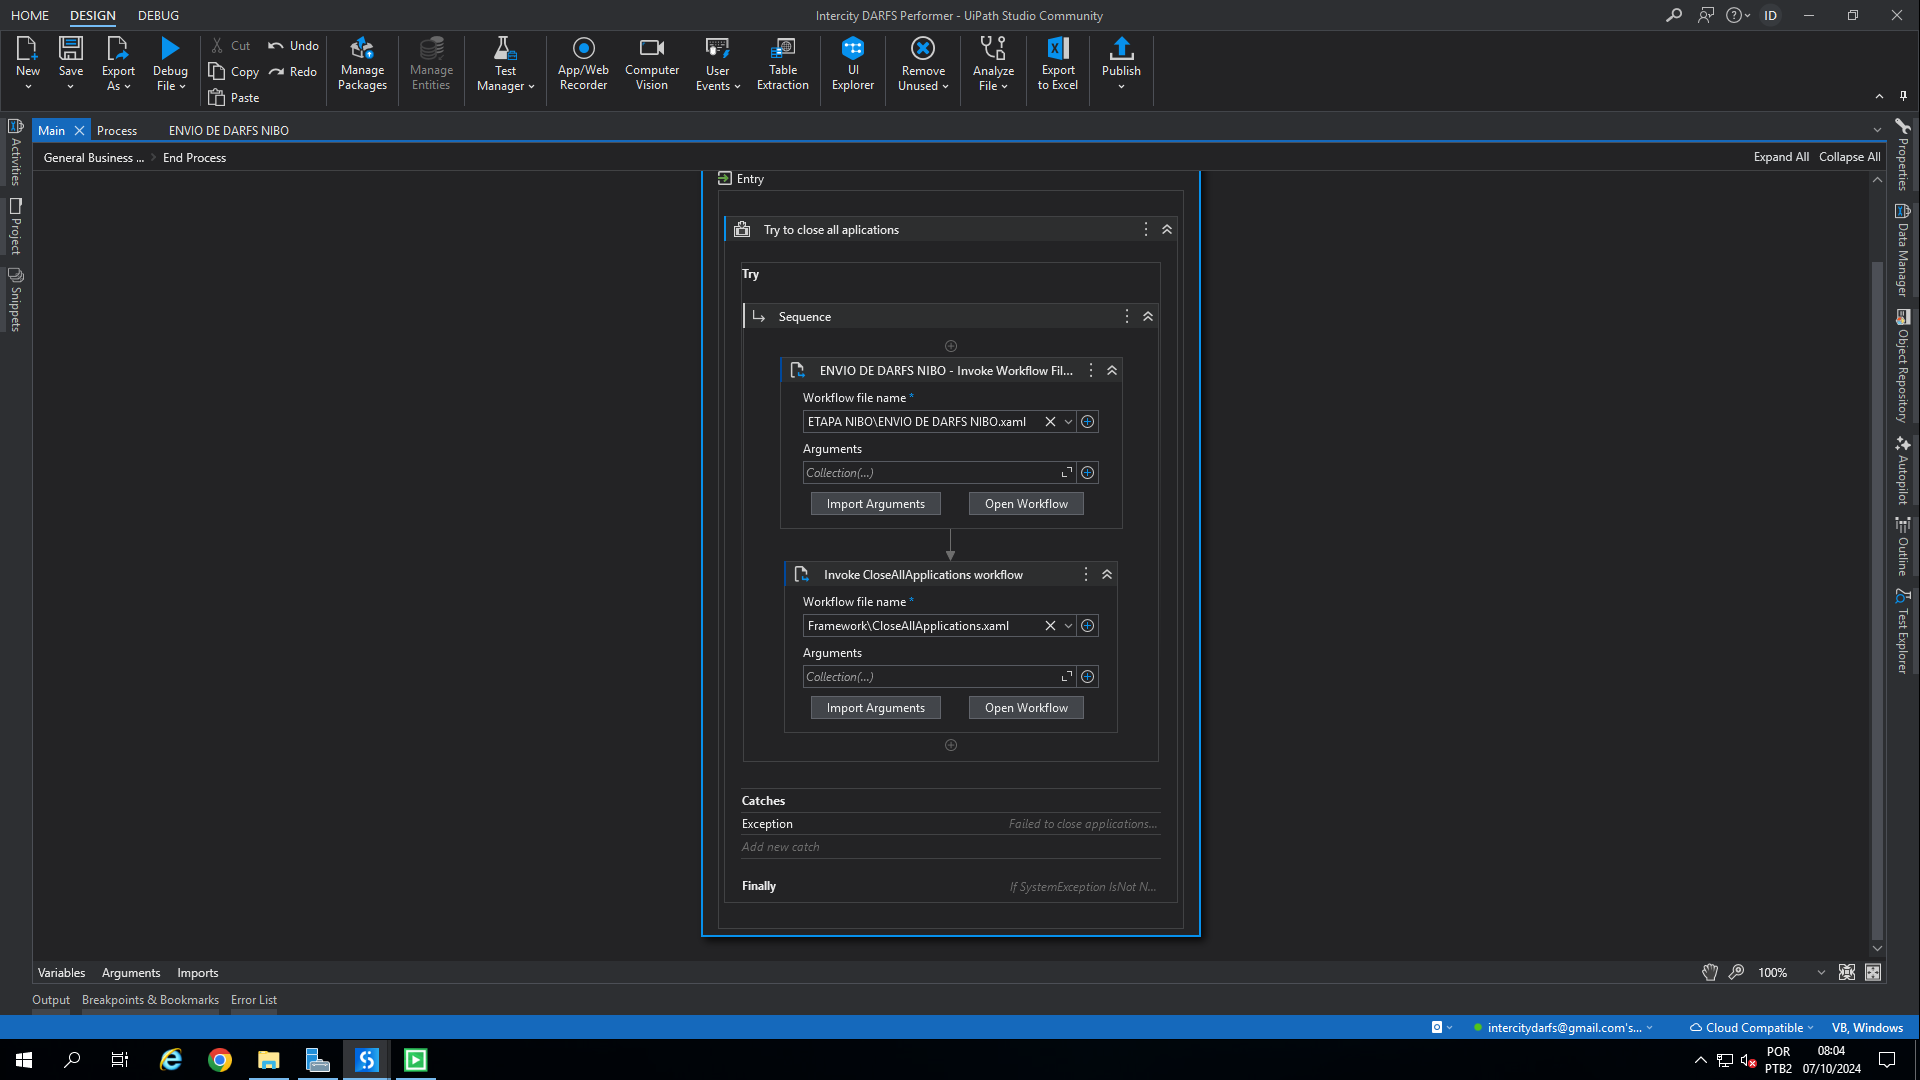 HOME
DESIGN
DEBUG
Intercity DARFS Performer - UiPath Studio Community
ID
New
Save
Export As
Debug File
Cut
Copy
Paste
Undo
Redo
Manage Packages
Manage Entities
Test Manager
App/Web Recorder
Computer Vision
User Events
Table Extraction
UI Explorer
Remove Unused
Analyze File
Export to Excel
Publish
Main
Process
ENVIO DE DARFS NIBO
General Business ...
End Process
Expand All
Collapse All
Activities
Project
Snippets
Entry
Try to close all aplications
Try
Sequence
ENVIO DE DARFS NIBO - Invoke Workflow Fil...
Workflow file name *
ETAPA NIBO\ENVIO DE DARFS NIBO.xaml
Arguments
Collection(...)
Import Arguments
Open Workflow
Invoke CloseAllApplications workflow
Workflow file name *
Framework\CloseAllApplications.xaml
Arguments
Collection(...)
Import Arguments
Open Workflow
Catches
Exception
Failed to close applications...
Add new catch
Finally
If SystemException IsNot N...
Properties
Data Manager
Object Repository
Autopilot
Outline
Test Explorer
Variables
Arguments
Imports
100%
Output
Breakpoints & Bookmarks
Error List
intercitydarfs@gmail.com's...
Cloud Compatible
VB, Windows
POR
PTB2
08:04
07/10/2024